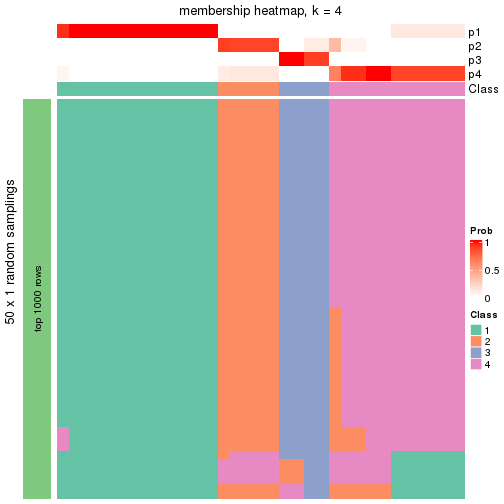 membership heatmap, k = 4
p1
p2
p3
p4
Class
50 x 1 random samplings
top 1000 rows
Prob
1
0.5
0
Class
1
2
3
4